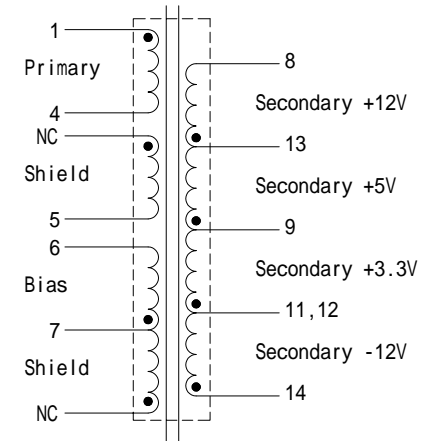 1
Primary
4
NC
Shield
5
6
Bias
7
Shield
NC
8
Secondary +12V
13
Secondary +5V
9
Secondary +3.3V
11,12
Secondary -12V
14